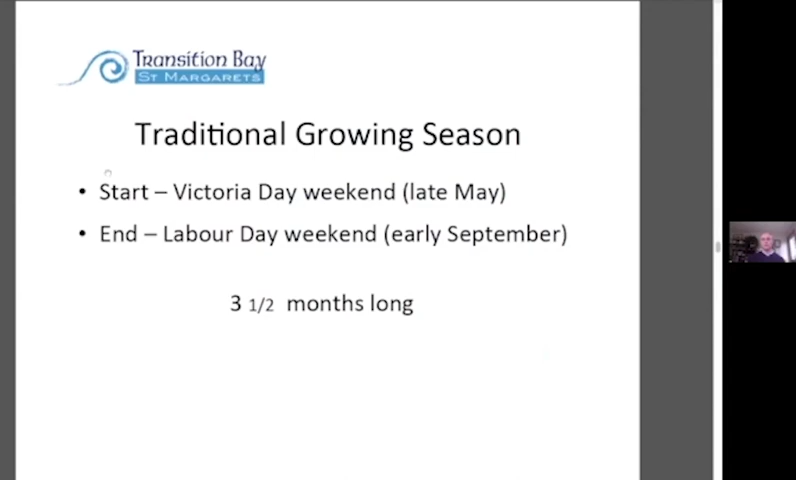 Transition Bay
St Margarets
Traditional Growing Season
• Start – Victoria Day weekend (late May)
• End – Labour Day weekend (early September)
3 1/2 months long